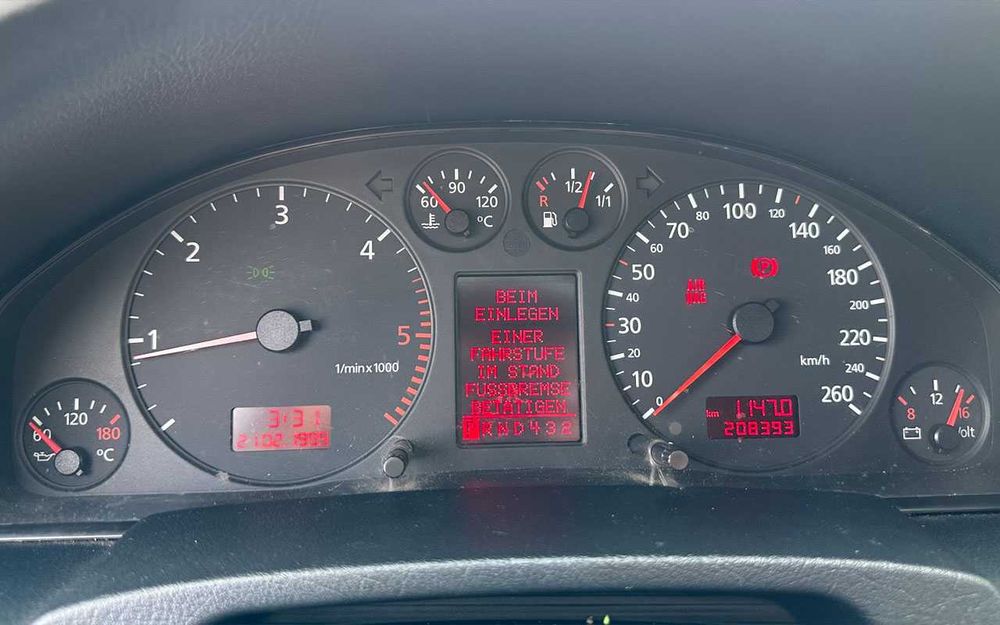 1
2
3
4
5
1/min x 1000
3:31
21.02.1999
60 90 120
°C
R 1/2 1/1
BEIM
EINLEGEN
EINER
FAHRSTUFE
IM STAND
FUSSBREMSE
BETÄTIGEN
P R N D 4 3 2
0 10 20 30 40 50 60 70 80 100 120 140 160 180 200 220 240 260
km/h
AIR
BAG
P
km 1147.0
208393
60 120 180
°C
8 12 16
Volt